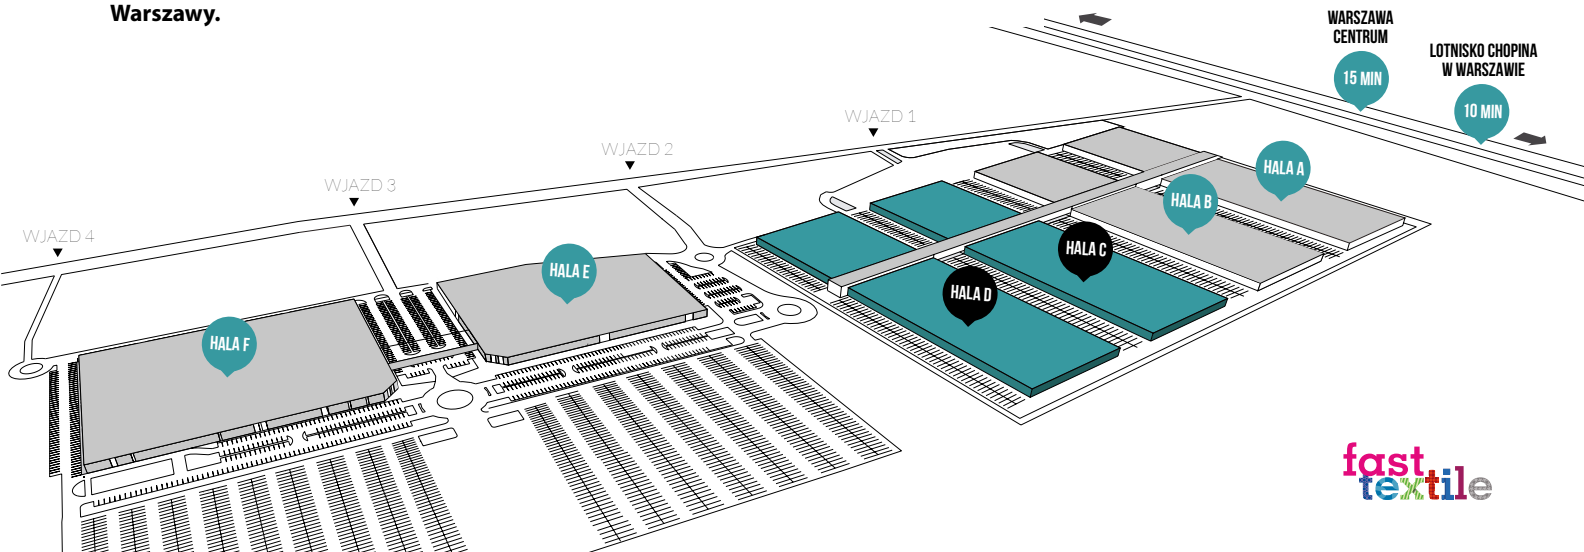 Warszawy.
WARSZAWA
CENTRUM
15 MIN
LOTNISKO CHOPINA
W WARSZAWIE
10 MIN
WJAZD 1
WJAZD 2
WJAZD 3
WJAZD 4
HALA A
HALA B
HALA C
HALA D
HALA E
HALA F
fast
textile